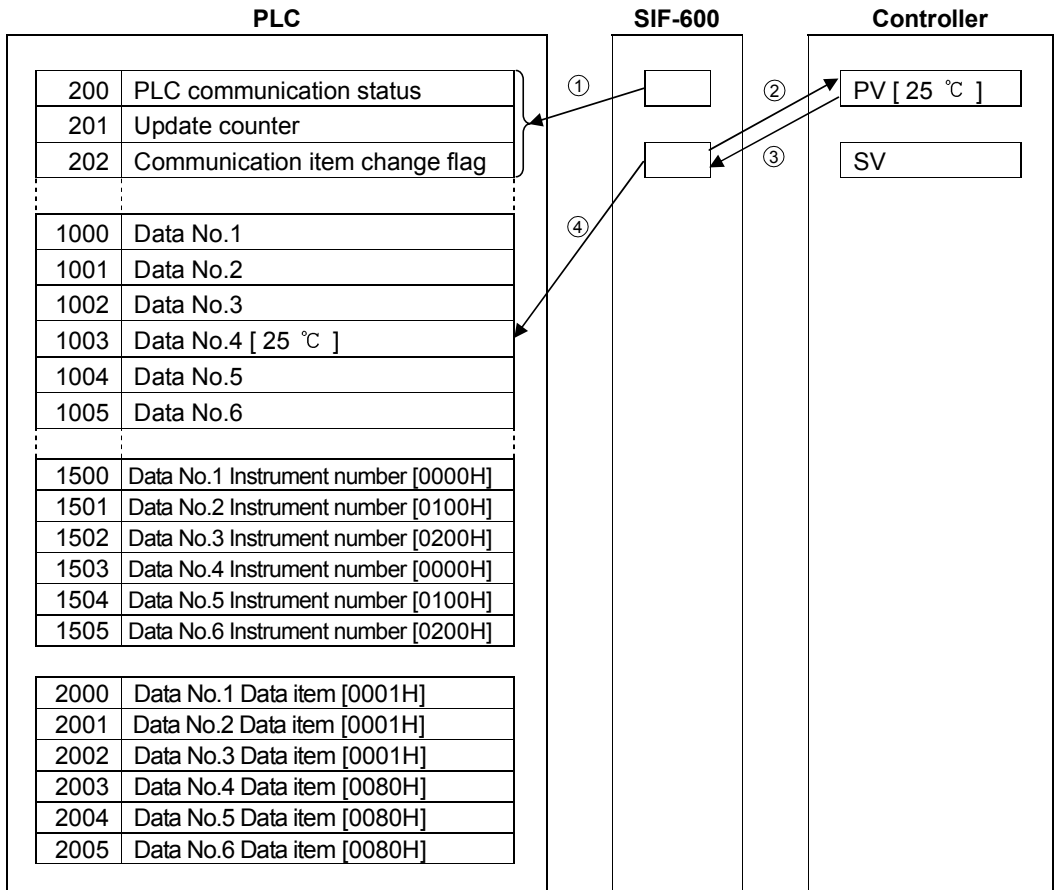 PLC SIF-600 Controller
200 PLC communication status ① ② PV [ 25 ℃ ]
201 Update counter
202 Communication item change flag ③ SV
1000 Data No.1 ④
1001 Data No.2
1002 Data No.3
1003 Data No.4 [ 25 ℃ ]
1004 Data No.5
1005 Data No.6
1500 Data No.1 Instrument number [0000H]
1501 Data No.2 Instrument number [0100H]
1502 Data No.3 Instrument number [0200H]
1503 Data No.4 Instrument number [0000H]
1504 Data No.5 Instrument number [0100H]
1505 Data No.6 Instrument number [0200H]
2000 Data No.1 Data item [0001H]
2001 Data No.2 Data item [0001H]
2002 Data No.3 Data item [0001H]
2003 Data No.4 Data item [0080H]
2004 Data No.5 Data item [0080H]
2005 Data No.6 Data item [0080H]